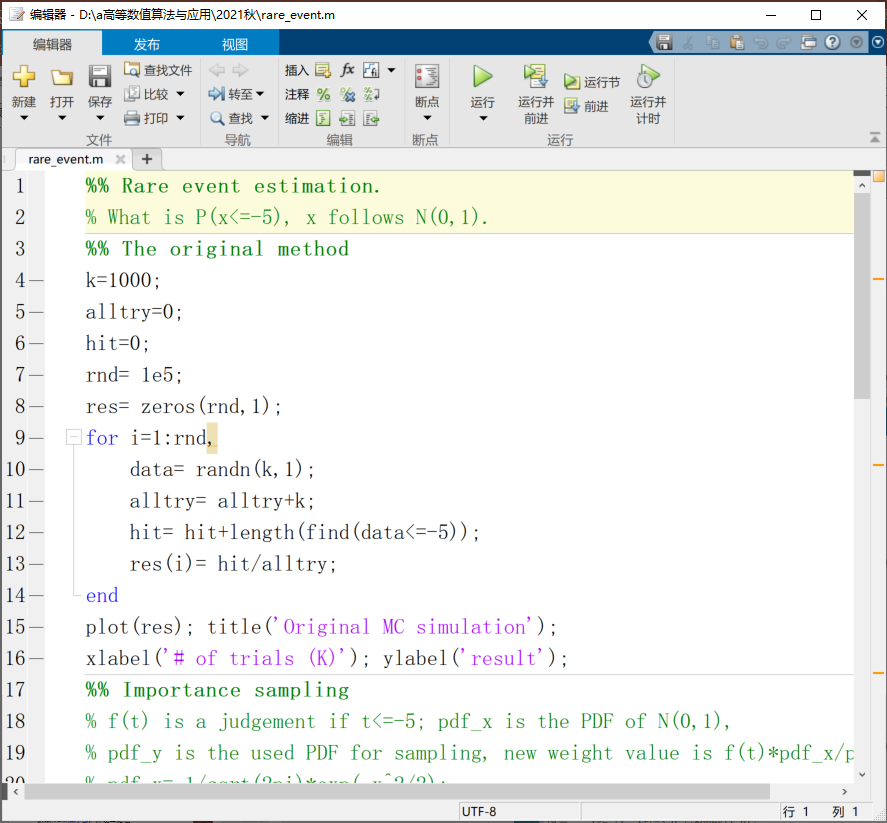 编辑器 - D:\a高等数值算法与应用\2021秋\rare_event.m
编辑器 发布 视图
新建 打开 保存 查找文件 比较 打印
文件
转至 查找
导航
插入 fx
注释
缩进
编辑
断点
断点
运行 运行并前进 运行节 前进 运行并计时
运行
rare_event.m
1 %% Rare event estimation.
2 % What is P(x<=-5), x follows N(0,1).
3 %% The original method
4 k=1000;
5 alltry=0;
6 hit=0;
7 rnd= 1e5;
8 res= zeros(rnd,1);
9 for i=1:rnd,
10 data= randn(k,1);
11 alltry= alltry+k;
12 hit= hit+length(find(data<=-5));
13 res(i)= hit/alltry;
14 end
15 plot(res); title('Original MC simulation');
16 xlabel('# of trials (K)'); ylabel('result');
17 %% Importance sampling
18 % f(t) is a judgement if t<=-5; pdf_x is the PDF of N(0,1),
19 % pdf_y is the used PDF for sampling, new weight value is f(t)*pdf_x/p
20 % pdf_x= 1/sqrt(2pi)*exp(-x^2/2);
UTF-8 行 1 列 1